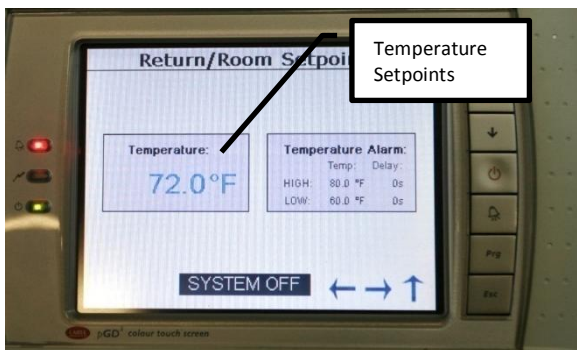 Return/Room Setpoi
Temperature
Setpoints
Temperature:
72.0°F
Temperature Alarm:
Temp: Delay:
HIGH: 80.0 °F 0s
LOW: 60.0 °F 0s
SYSTEM OFF
Prg
Esc
pGD¹ colour touch screen